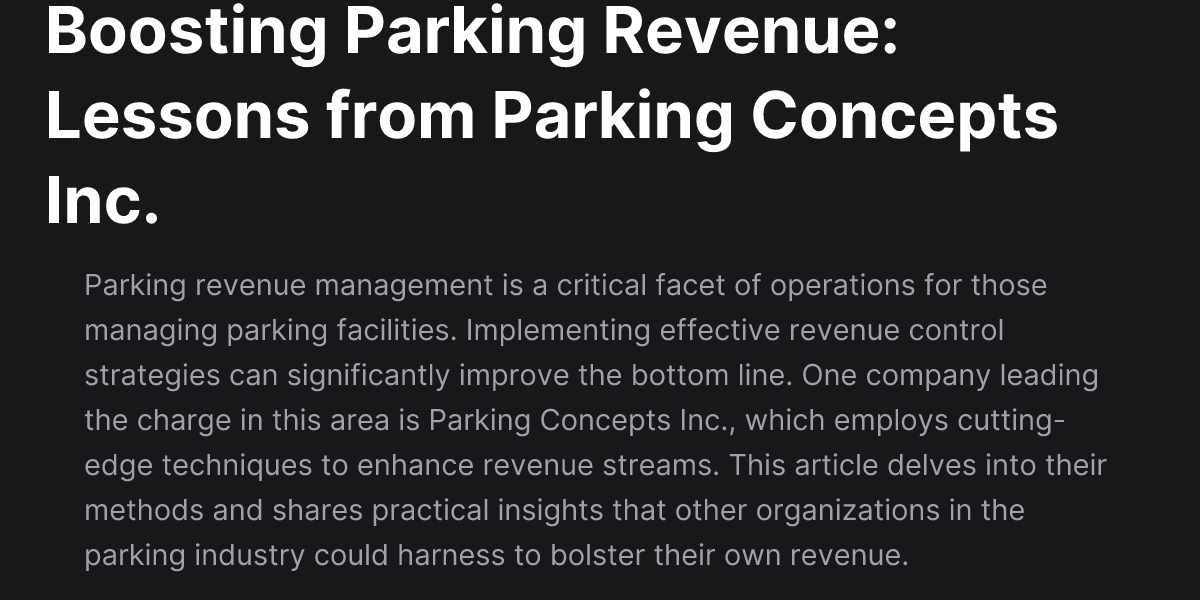 Boosting Parking Revenue:
Lessons from Parking Concepts
Inc.
Parking revenue management is a critical facet of operations for those
managing parking facilities. Implementing effective revenue control
strategies can significantly improve the bottom line. One company leading
the charge in this area is Parking Concepts Inc., which employs cutting-
edge techniques to enhance revenue streams. This article delves into their
methods and shares practical insights that other organizations in the
parking industry could harness to bolster their own revenue.